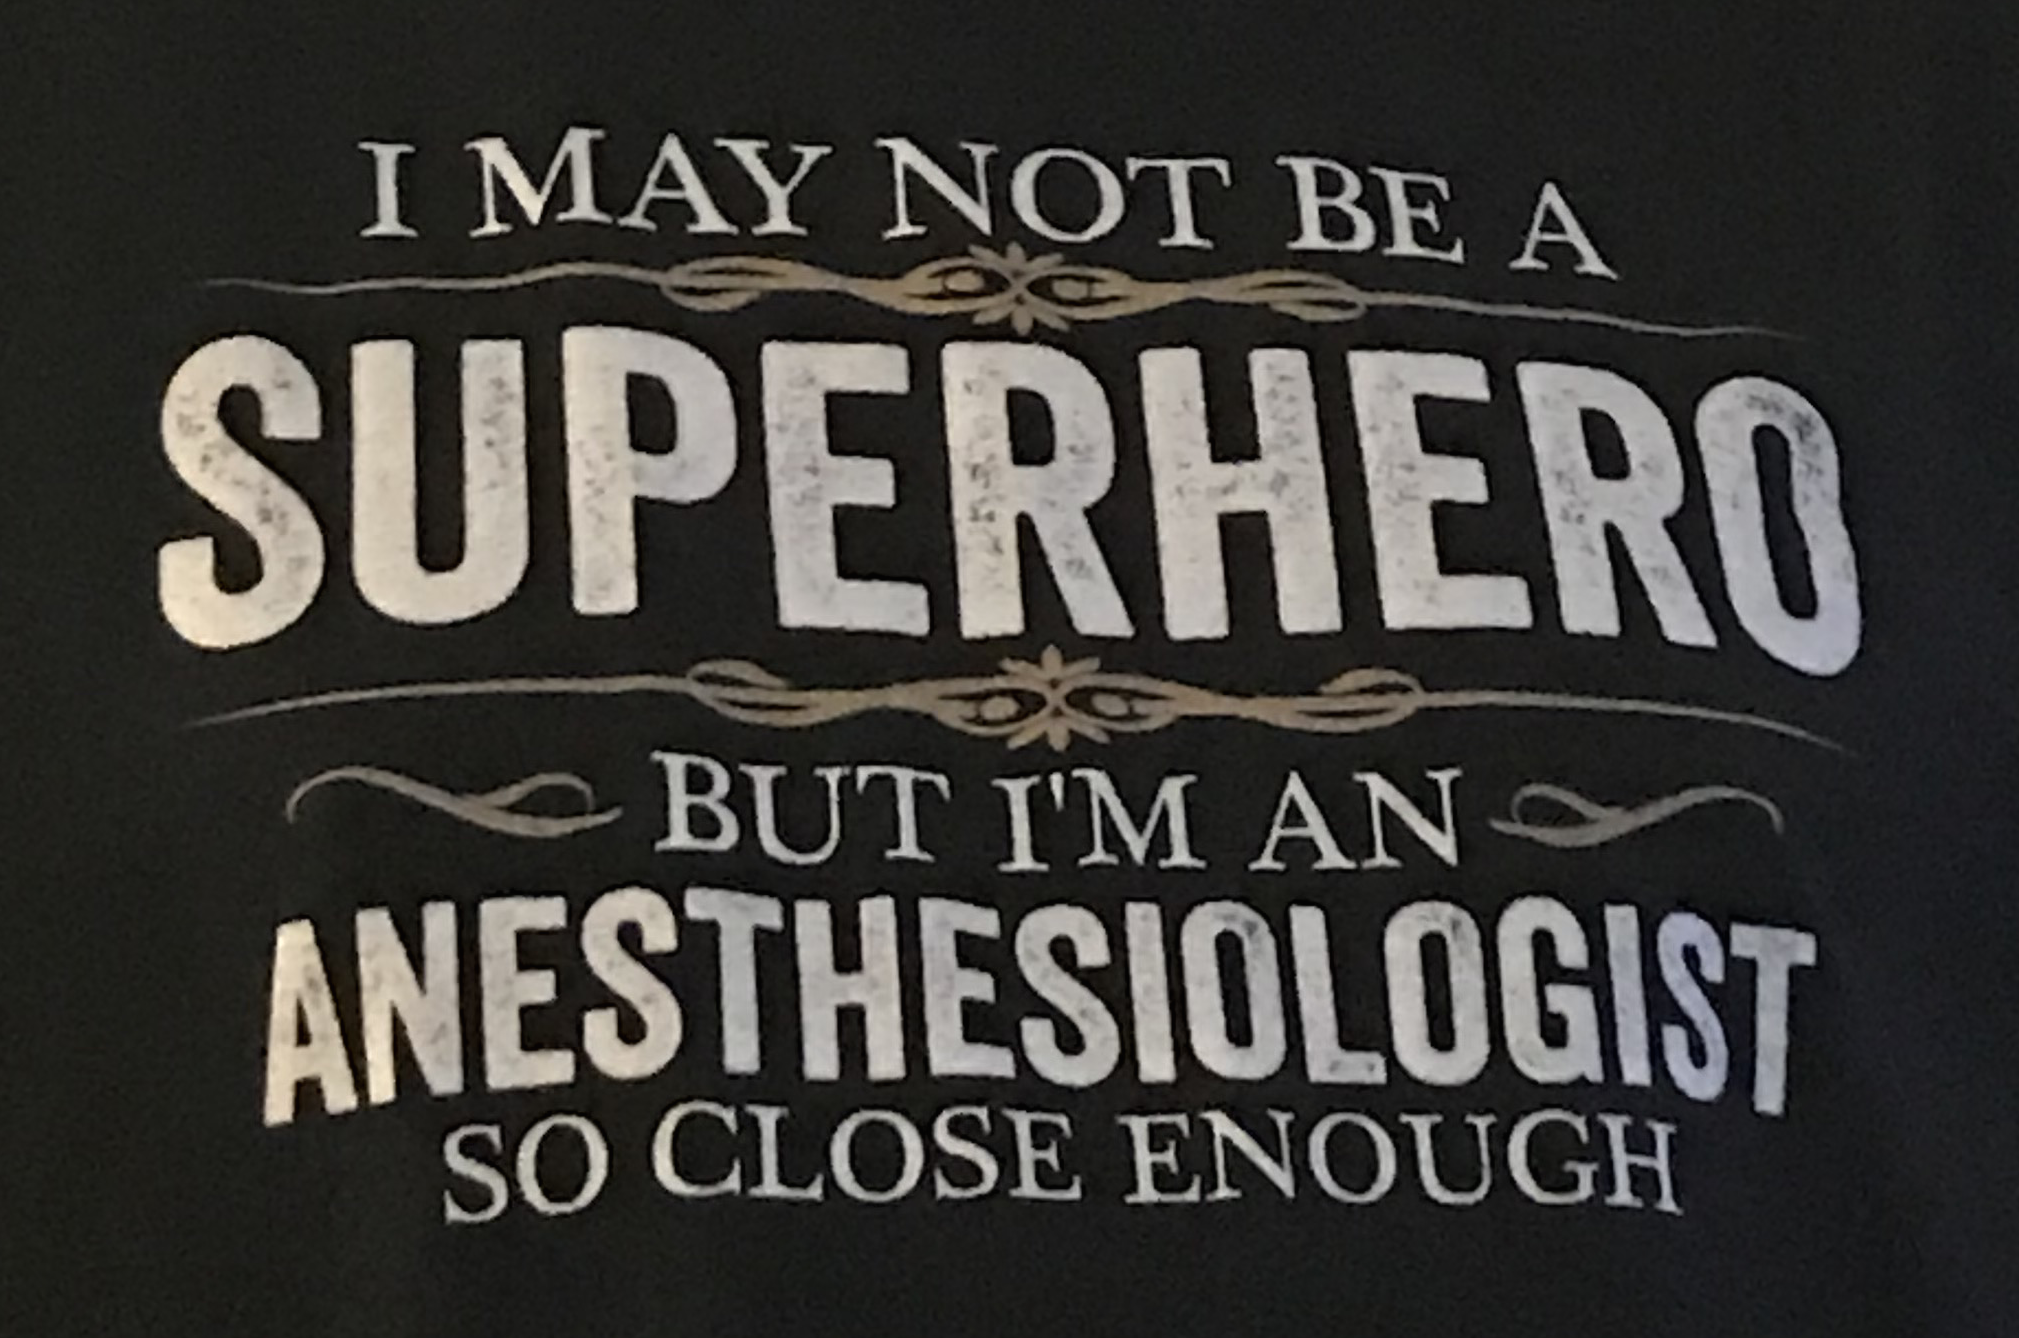 I MAY NOT BE A
SUPERHERO
BUT I'M AN
ANESTHESIOLOGIST
SO CLOSE ENOUGH